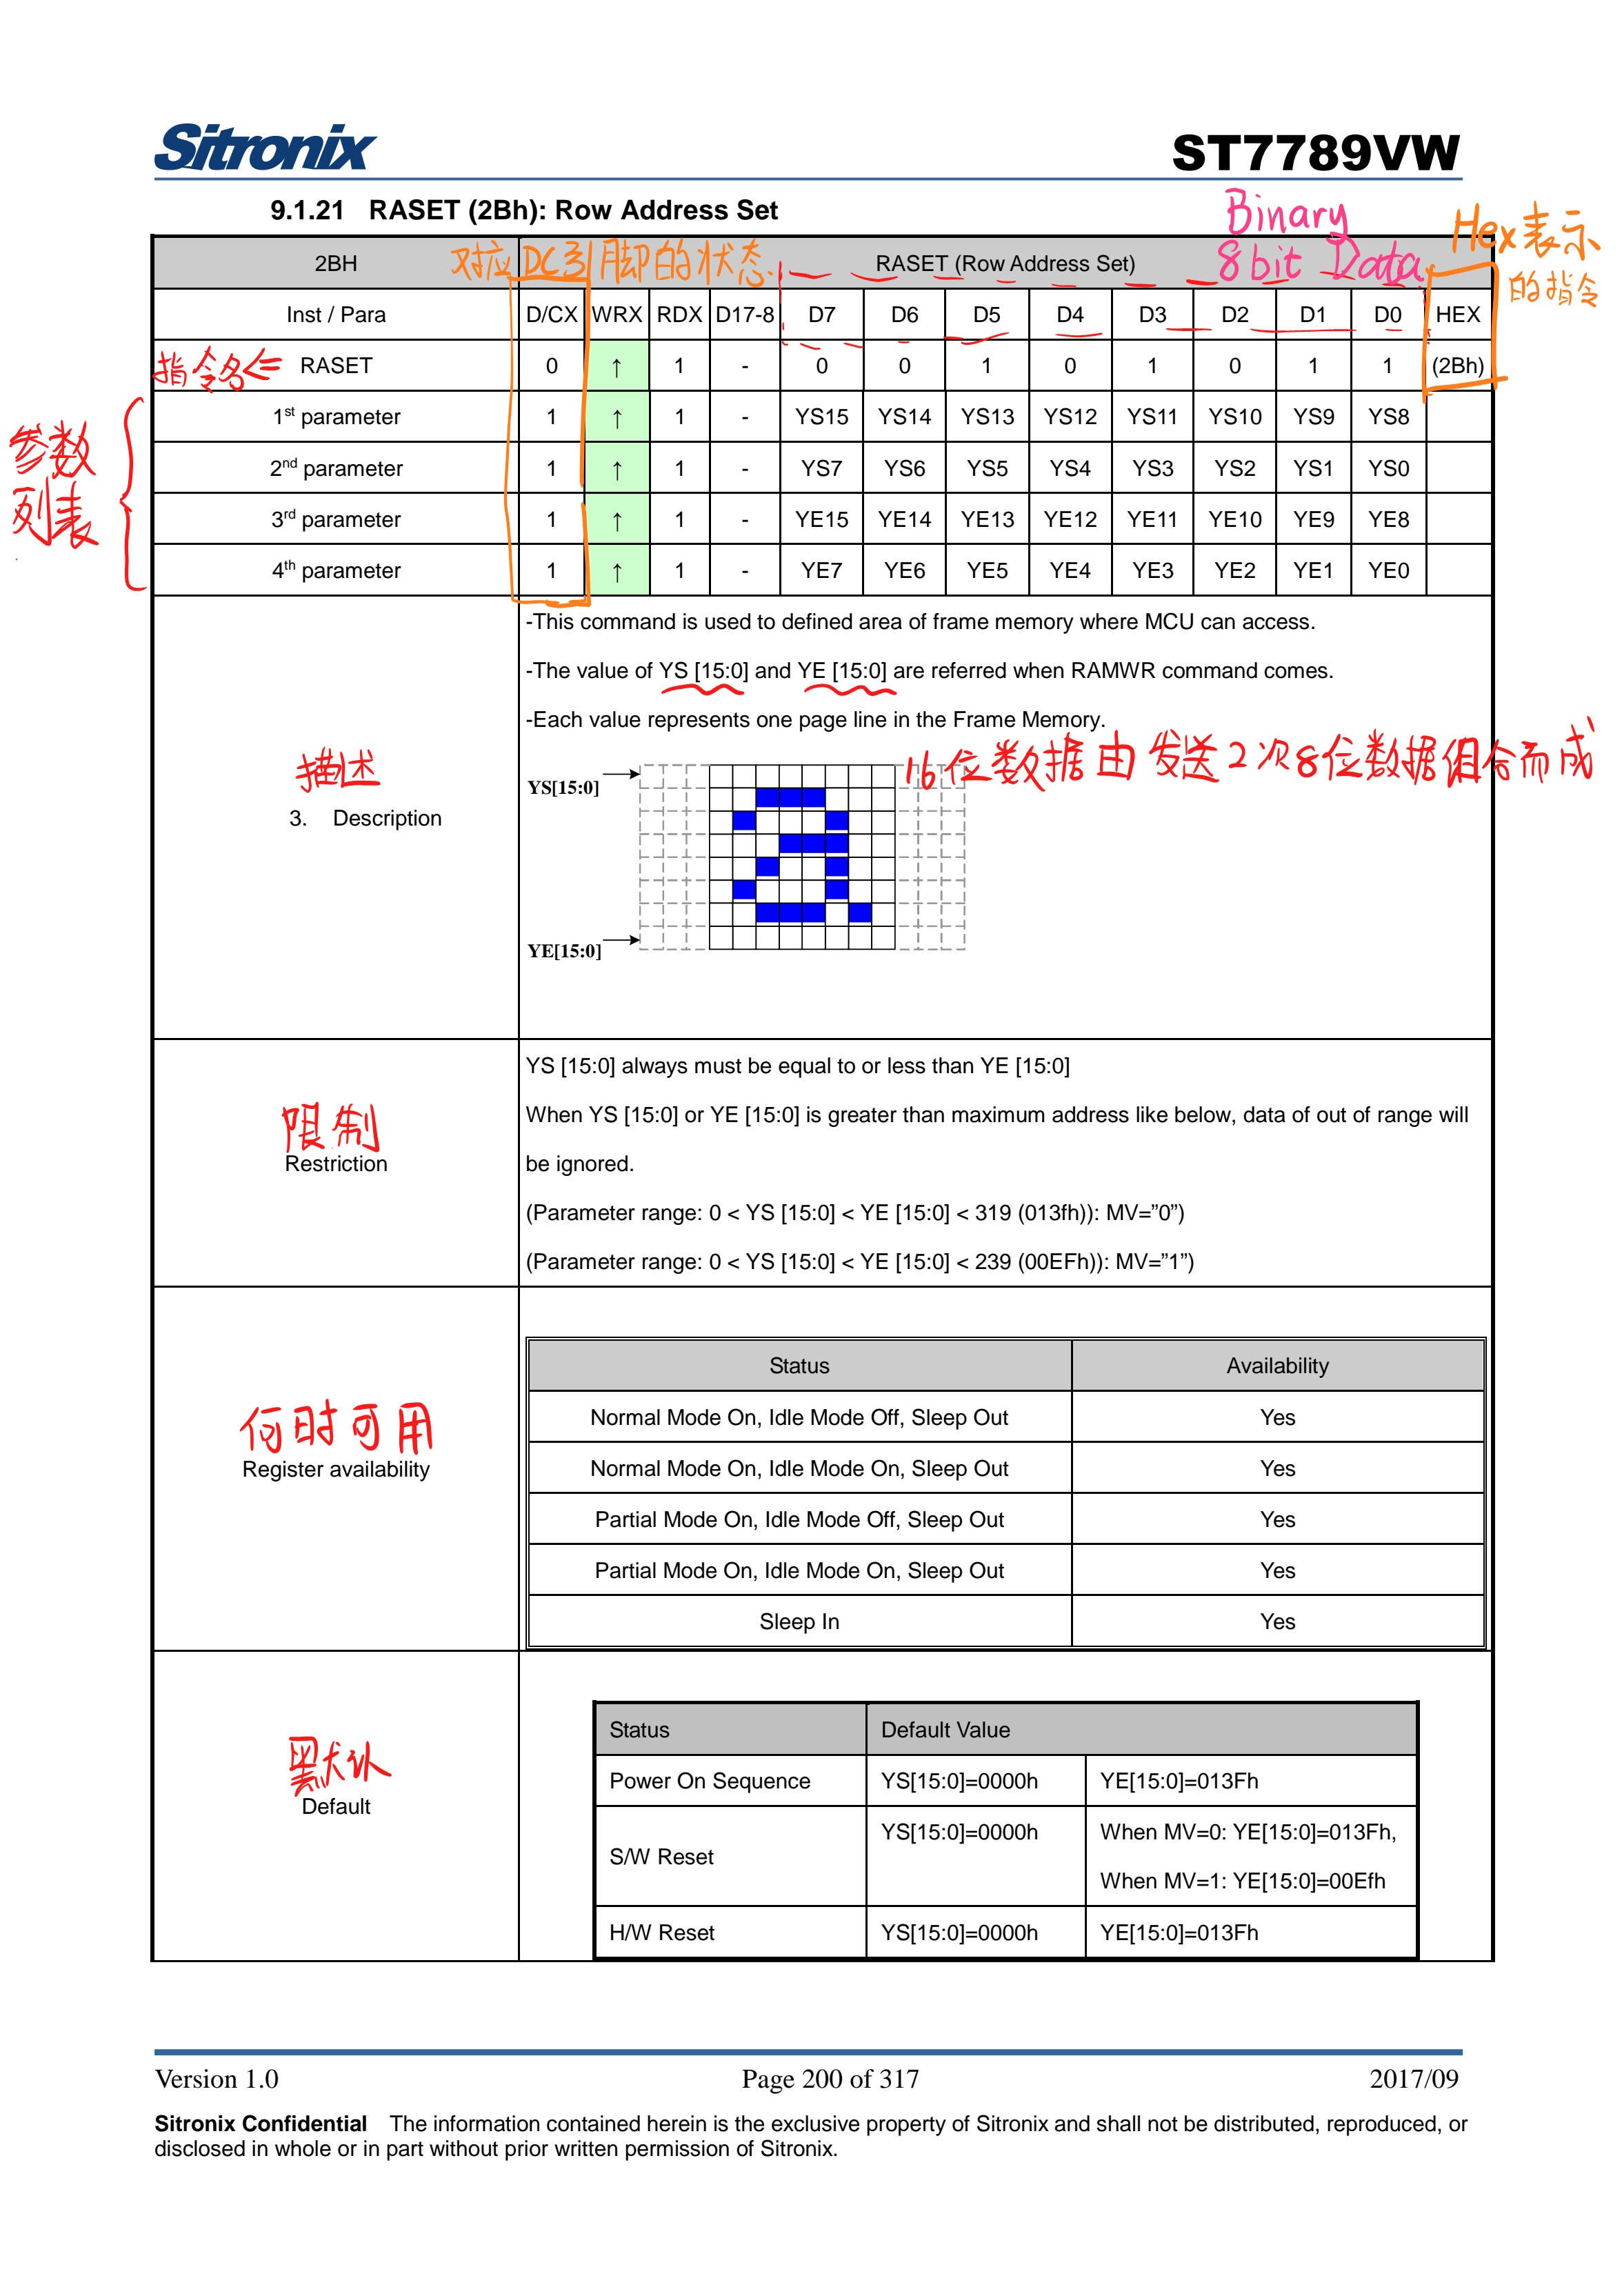 Sitronix
ST7789VW
9.1.21 RASET (2Bh): Row Address Set
Binary
8bit Data
Hex表示
的指令
对应DC引脚的状态
2BH RASET (Row Address Set)
Inst / Para D/CX WRX RDX D17-8 D7 D6 D5 D4 D3 D2 D1 D0 HEX
指令名⇐ RASET 0 ↑ 1 - 0 0 1 0 1 0 1 1 (2Bh)
参数
列表
1st parameter 1 ↑ 1 - YS15 YS14 YS13 YS12 YS11 YS10 YS9 YS8
2nd parameter 1 ↑ 1 - YS7 YS6 YS5 YS4 YS3 YS2 YS1 YS0
3rd parameter 1 ↑ 1 - YE15 YE14 YE13 YE12 YE11 YE10 YE9 YE8
4th parameter 1 ↑ 1 - YE7 YE6 YE5 YE4 YE3 YE2 YE1 YE0
描述
3. Description
-This command is used to defined area of frame memory where MCU can access.
-The value of YS [15:0] and YE [15:0] are referred when RAMWR command comes.
-Each value represents one page line in the Frame Memory.
16位数据由发送2次8位数据组合而成
YS[15:0]
YE[15:0]
限制
Restriction
YS [15:0] always must be equal to or less than YE [15:0]
When YS [15:0] or YE [15:0] is greater than maximum address like below, data of out of range will
be ignored.
(Parameter range: 0 < YS [15:0] < YE [15:0] < 319 (013fh)): MV=”0”)
(Parameter range: 0 < YS [15:0] < YE [15:0] < 239 (00EFh)): MV=”1”)
何时可用
Register availability
Status Availability
Normal Mode On, Idle Mode Off, Sleep Out Yes
Normal Mode On, Idle Mode On, Sleep Out Yes
Partial Mode On, Idle Mode Off, Sleep Out Yes
Partial Mode On, Idle Mode On, Sleep Out Yes
Sleep In Yes
默认
Default
Status Default Value
Power On Sequence YS[15:0]=0000h YE[15:0]=013Fh
S/W Reset YS[15:0]=0000h When MV=0: YE[15:0]=013Fh,
When MV=1: YE[15:0]=00Efh
H/W Reset YS[15:0]=0000h YE[15:0]=013Fh
Version 1.0 Page 200 of 317 2017/09
Sitronix Confidential The information contained herein is the exclusive property of Sitronix and shall not be distributed, reproduced, or
disclosed in whole or in part without prior written permission of Sitronix.